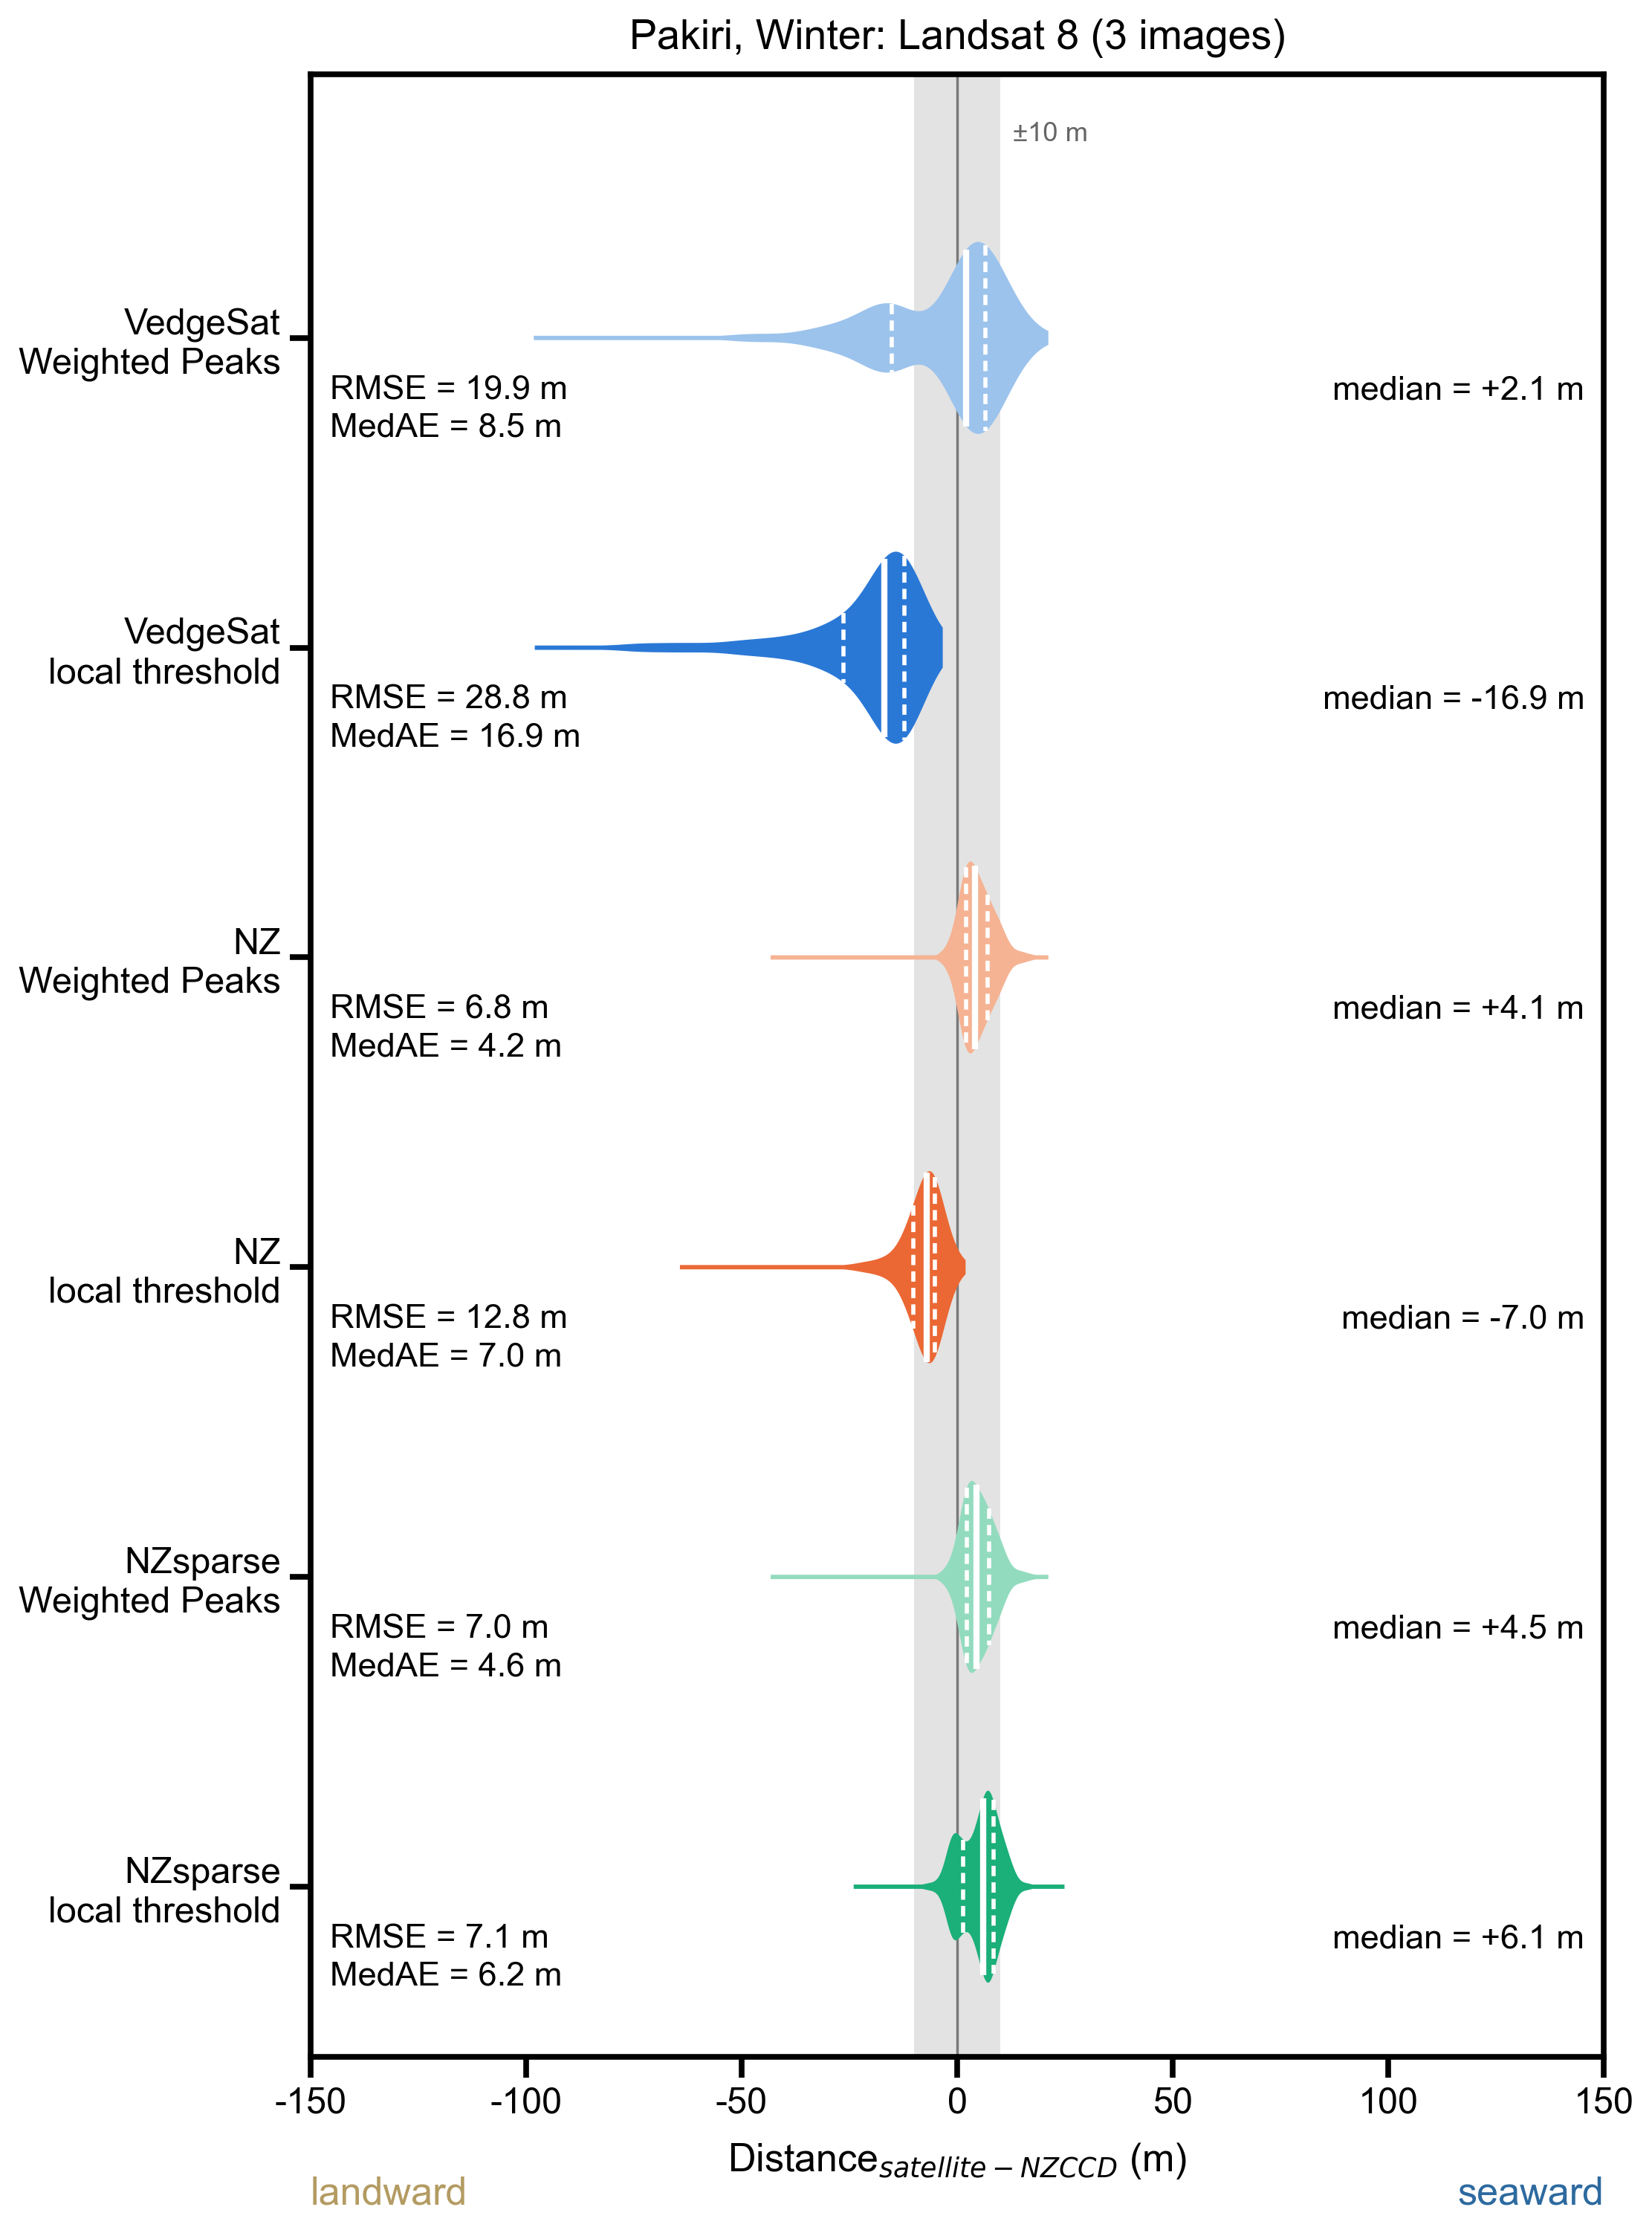 Pakiri, Winter: Landsat 8 (3 images)
±10 m
VedgeSat
Weighted Peaks
RMSE = 19.9 m
MedAE = 8.5 m
median = +2.1 m
VedgeSat
local threshold
RMSE = 28.8 m
MedAE = 16.9 m
median = -16.9 m
NZ
Weighted Peaks
RMSE = 6.8 m
MedAE = 4.2 m
median = +4.1 m
NZ
local threshold
RMSE = 12.8 m
MedAE = 7.0 m
median = -7.0 m
NZsparse
Weighted Peaks
RMSE = 7.0 m
MedAE = 4.6 m
median = +4.5 m
NZsparse
local threshold
RMSE = 7.1 m
MedAE = 6.2 m
median = +6.1 m
-150 -100 -50 0 50 100 150
Distance satellite − NZCCD (m)
landward seaward